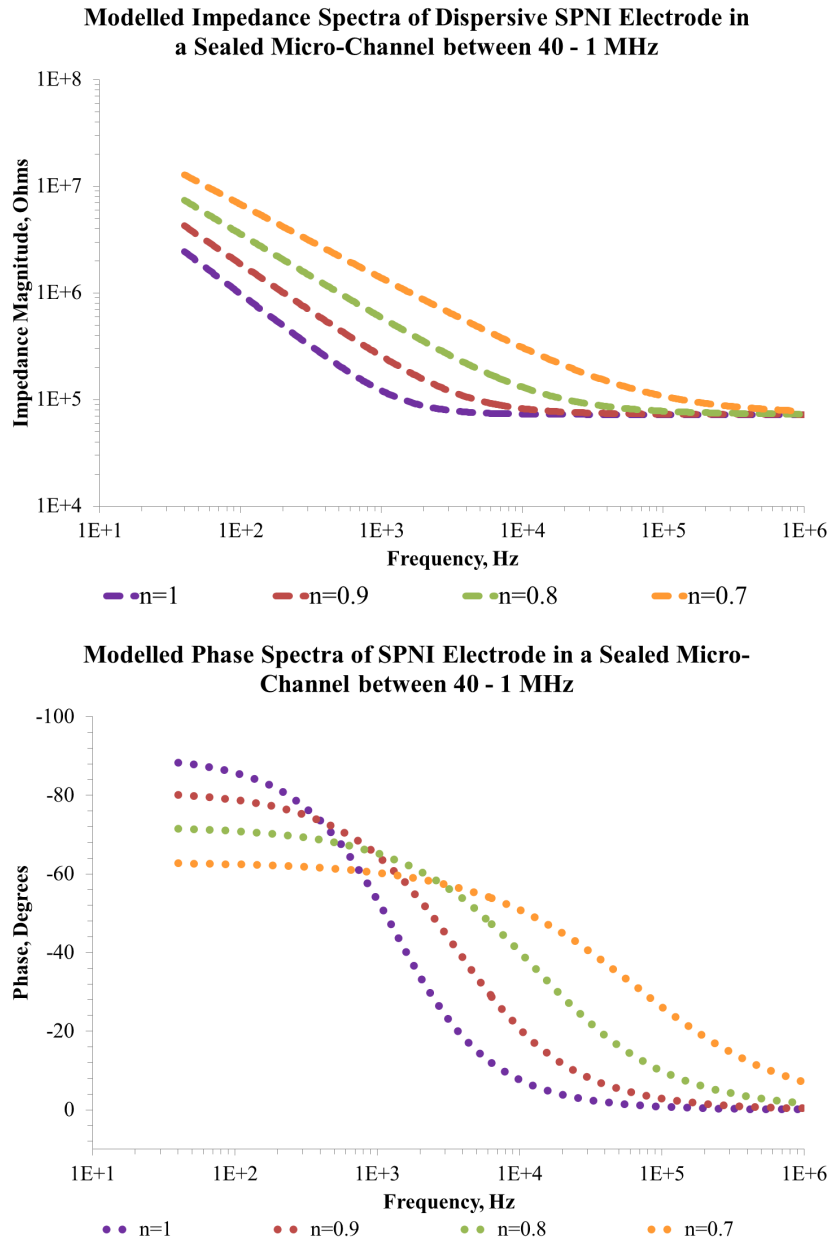 Modelled Impedance Spectra of Dispersive SPNI Electrode in
a Sealed Micro-Channel between 40 - 1 MHz
1E+8
1E+7
1E+6
1E+5
1E+4
Impedance Magnitude, Ohms
1E+1 1E+2 1E+3 1E+4 1E+5 1E+6
Frequency, Hz
n=1 n=0.9 n=0.8 n=0.7
Modelled Phase Spectra of SPNI Electrode in a Sealed Micro-
Channel between 40 - 1 MHz
-100
-80
-60
-40
-20
0
Phase, Degrees
1E+1 1E+2 1E+3 1E+4 1E+5 1E+6
Frequency, Hz
n=1 n=0.9 n=0.8 n=0.7